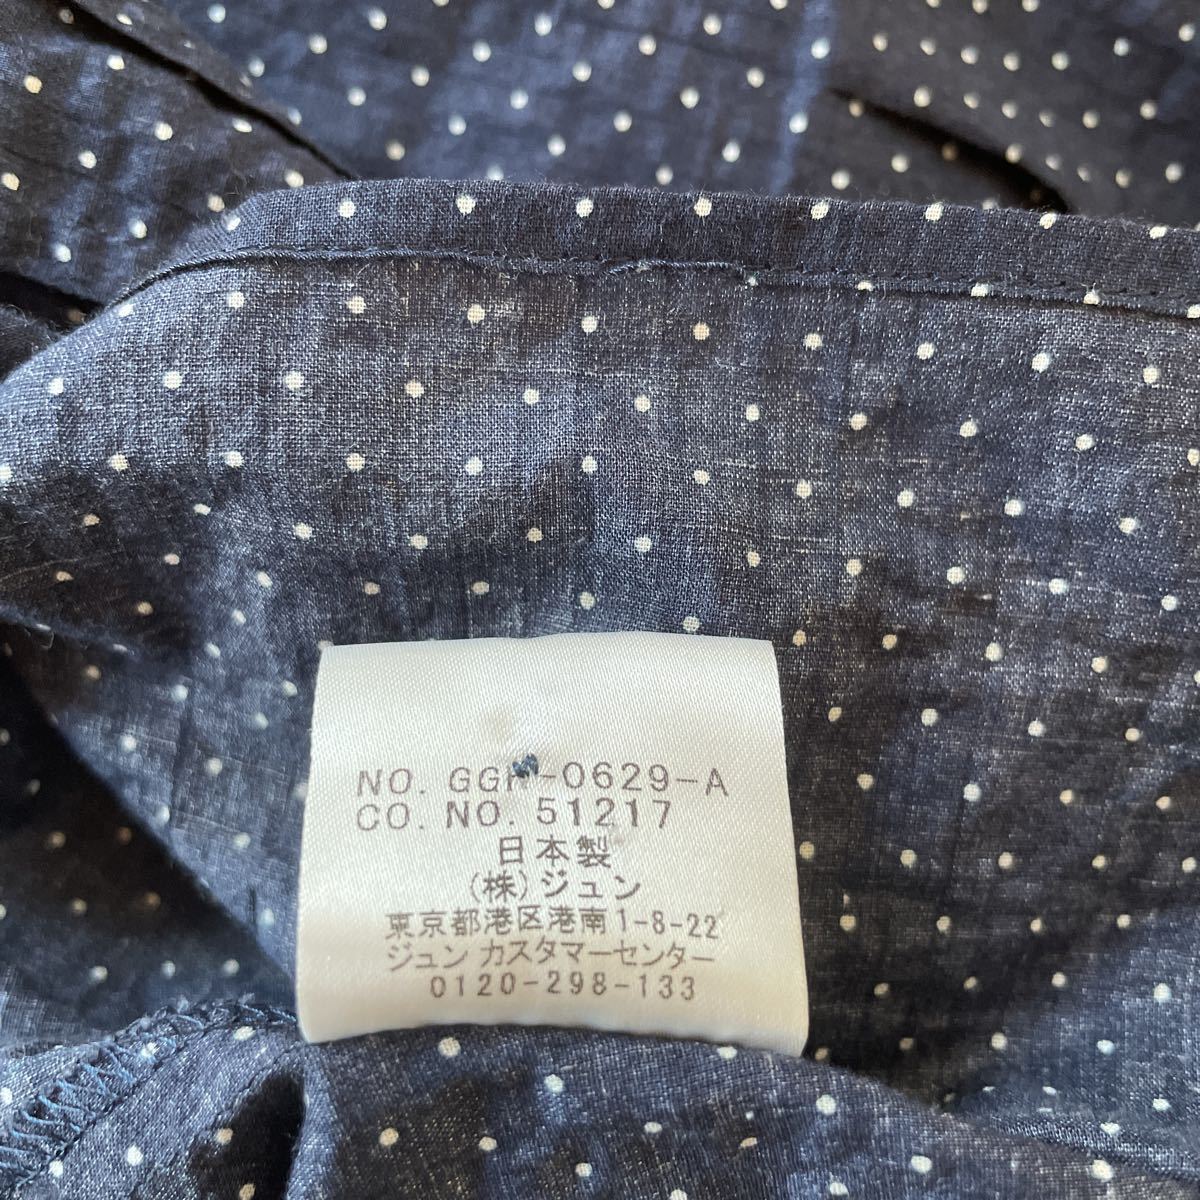 NO. -0629-A
CO. NO. 51217
日本製
(株)ジュン
東京都港区港南1-8-22
ジュン カスタマーセンター
0120-298-133